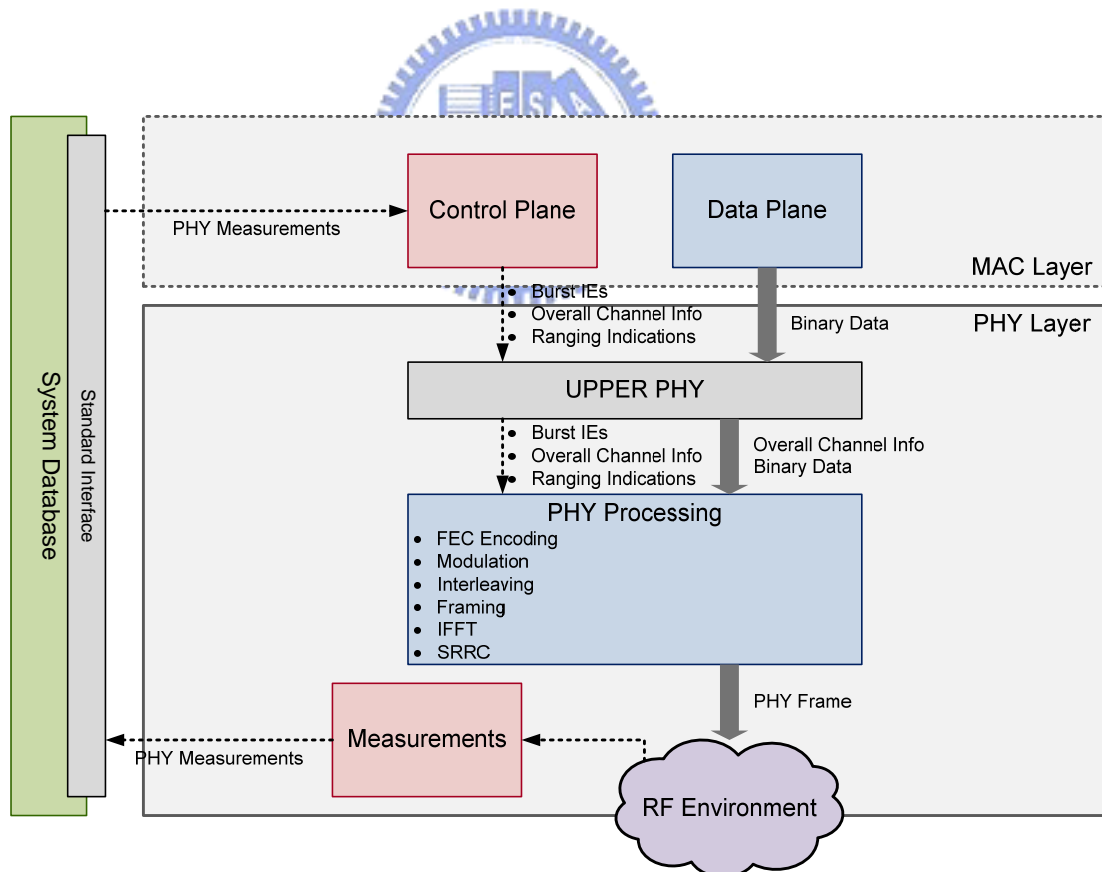 ESA
Control Plane
Data Plane
PHY Measurements
MAC Layer
• Burst IEs
• Overall Channel Info
• Ranging Indications
Binary Data
PHY Layer
System Database
Standard Interface
UPPER PHY
• Burst IEs
• Overall Channel Info
• Ranging Indications
Overall Channel Info
Binary Data
PHY Processing
• FEC Encoding
• Modulation
• Interleaving
• Framing
• IFFT
• SRRC
PHY Frame
Measurements
PHY Measurements
RF Environment